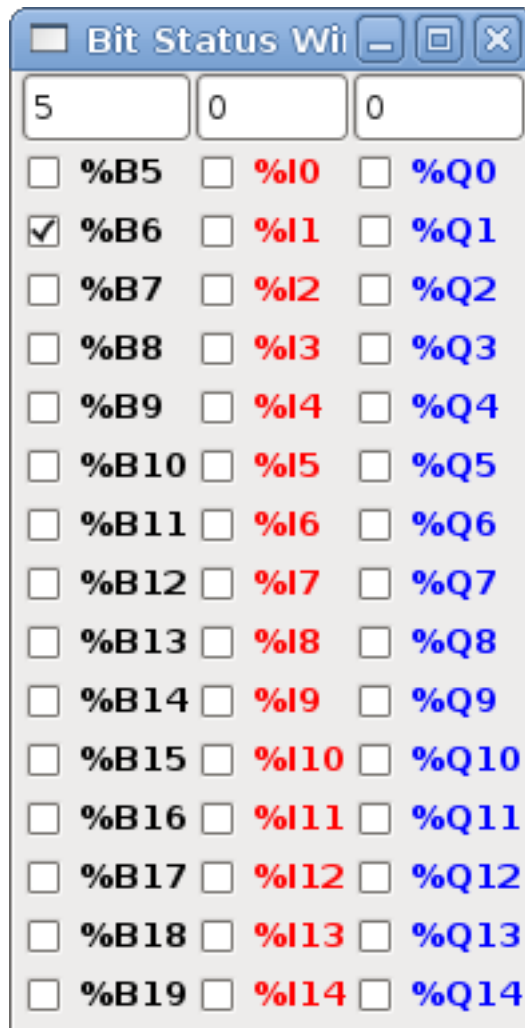 Bit Status Wi
5 0 0
%B5 %I0 %Q0
%B6 %I1 %Q1
%B7 %I2 %Q2
%B8 %I3 %Q3
%B9 %I4 %Q4
%B10 %I5 %Q5
%B11 %I6 %Q6
%B12 %I7 %Q7
%B13 %I8 %Q8
%B14 %I9 %Q9
%B15 %I10 %Q10
%B16 %I11 %Q11
%B17 %I12 %Q12
%B18 %I13 %Q13
%B19 %I14 %Q14